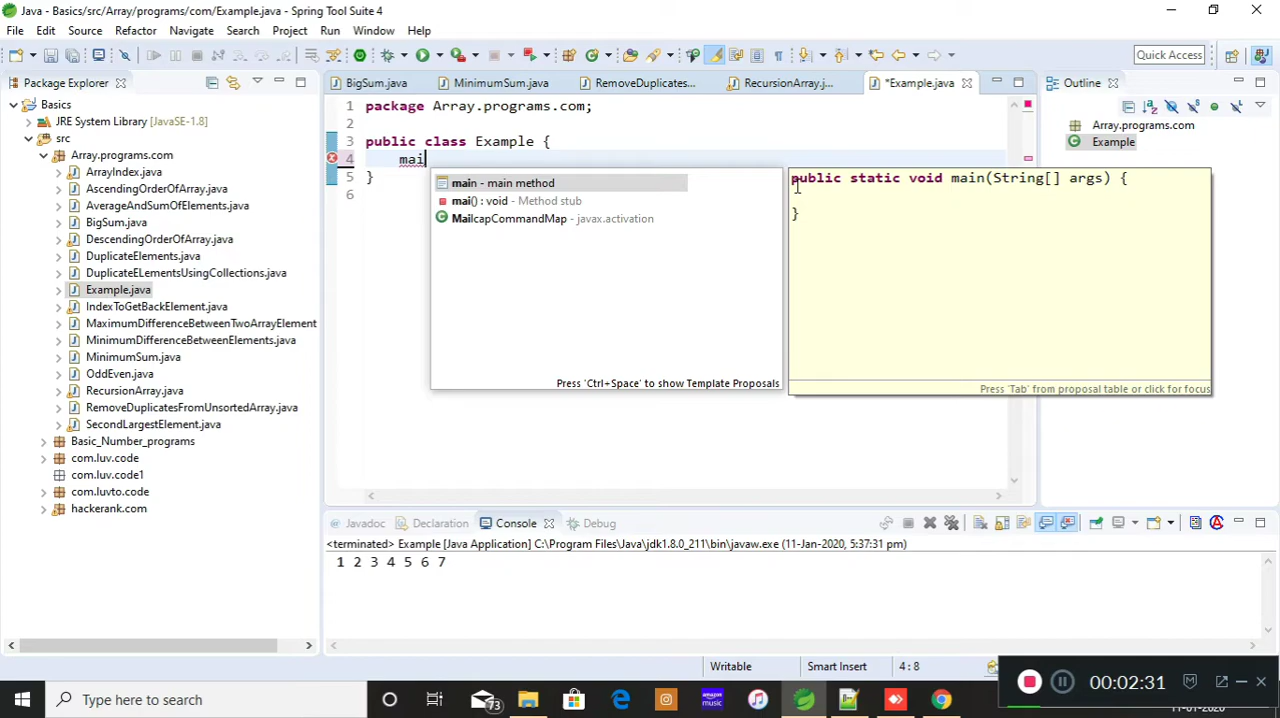 Java - Basics/src/Array/programs/com/Example.java - Spring Tool Suite 4
File Edit Source Refactor Navigate Search Project Run Window Help
Quick Access
Package Explorer
BigSum.java
MinimumSum.java
RemoveDuplicates...
RecursionArray.j...
*Example.java
Outline
Basics
JRE System Library [JavaSE-1.8]
src
Array.programs.com
ArrayIndex.java
AscendingOrderOfArray.java
AverageAndSumOfElements.java
BigSum.java
DescendingOrderOfArray.java
DuplicateElements.java
DuplicateELementsUsingCollections.java
Example.java
IndexToGetBackElement.java
MaximumDifferenceBetweenTwoArrayElement
MinimumDifferenceBetweenElements.java
MinimumSum.java
OddEven.java
RecursionArray.java
RemoveDuplicatesFromUnsortedArray.java
SecondLargestElement.java
Basic_Number_programs
com.luv.code
com.luv.code1
com.luvto.code
hackerank.com
1 package Array.programs.com;
2
3 public class Example {
4 mai
5 }
6
main - main method
mai() : void - Method stub
MailcapCommandMap - javax.activation
Press 'Ctrl+Space' to show Template Proposals
public static void main(String[] args) {
}
Press 'Tab' from proposal table or click for focus
Array.programs.com
Example
Javadoc Declaration Console Debug
<terminated> Example [Java Application] C:\Program Files\Java\jdk1.8.0_211\bin\javaw.exe (11-Jan-2020, 5:37:31 pm)
1 2 3 4 5 6 7
Writable Smart Insert 4 : 8
00:02:31
Type here to search
73
amazon music